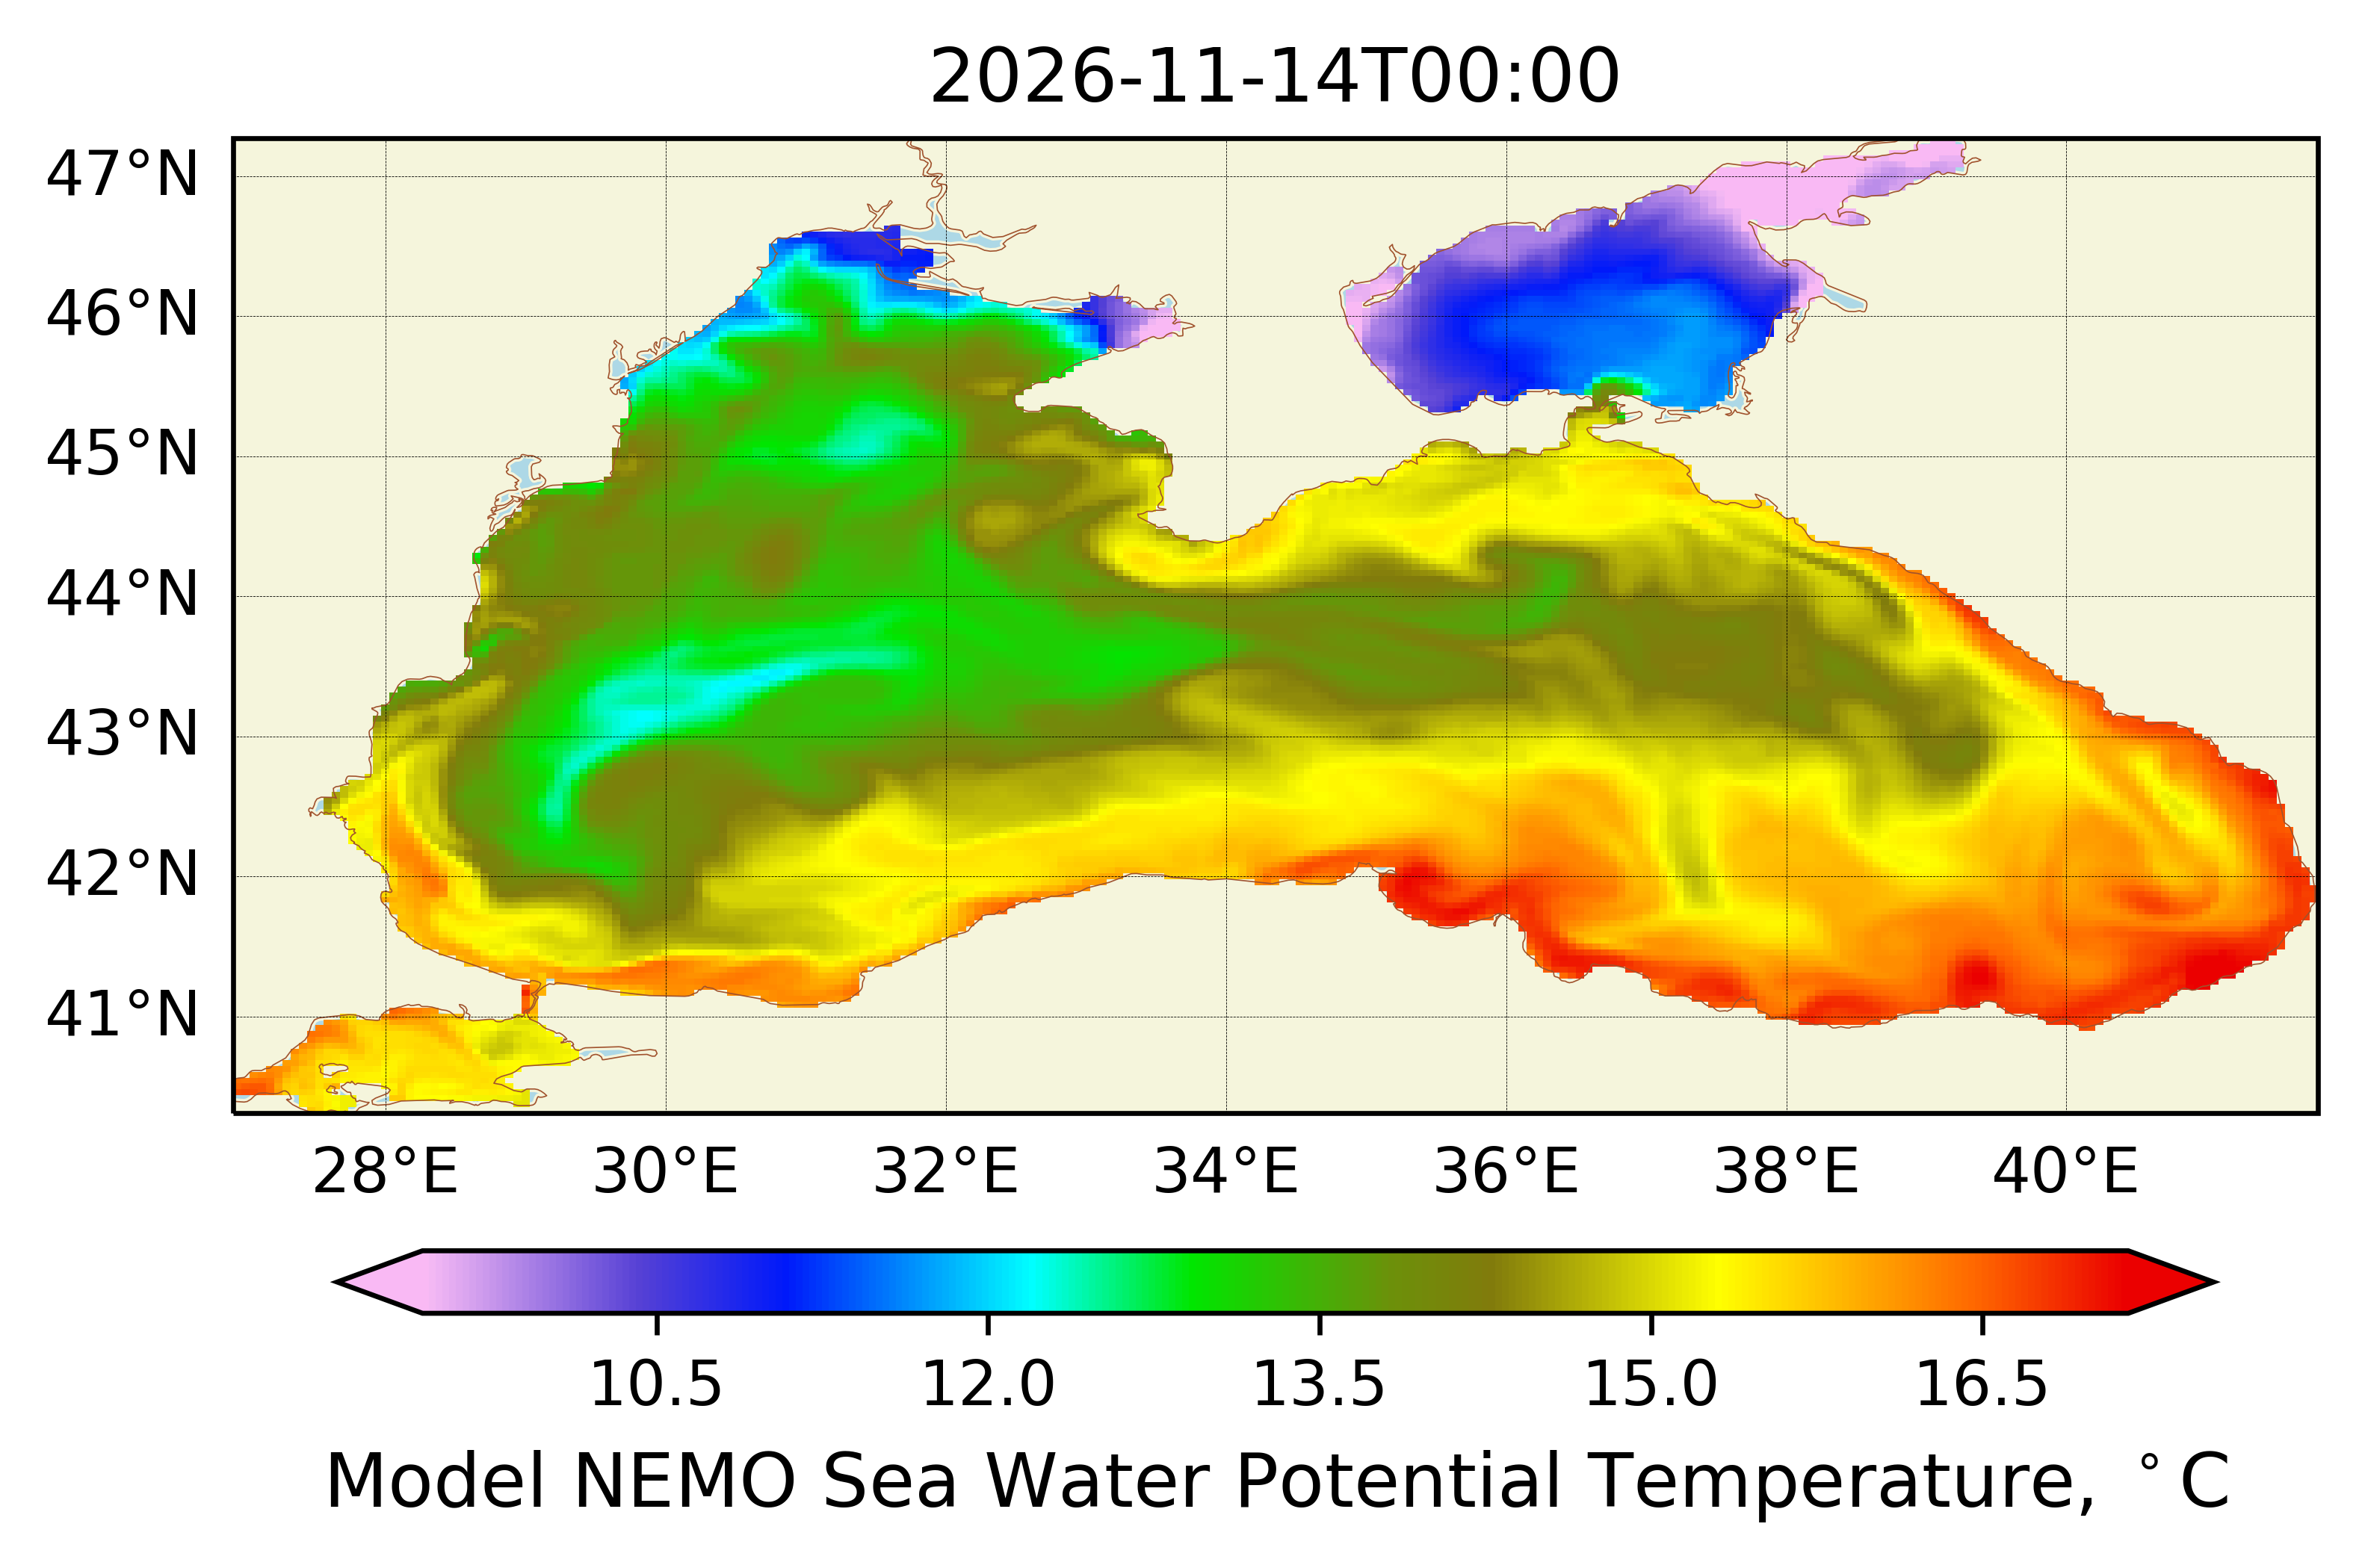 2026-11-14T00:00
47°N
46°N
45°N
44°N
43°N
42°N
41°N
28°E 30°E 32°E 34°E 36°E 38°E 40°E
10.5 12.0 13.5 15.0 16.5
Model NEMO Sea Water Potential Temperature, °C